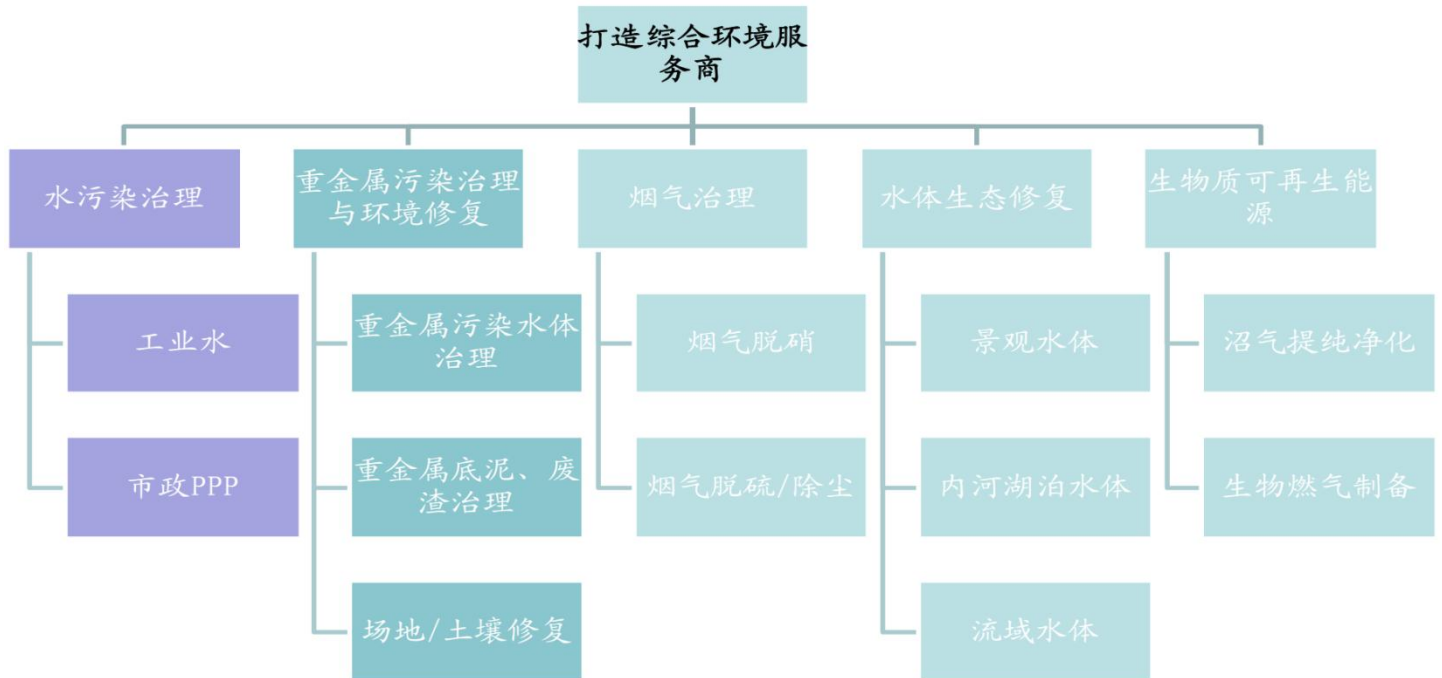 打造综合环境服
务商
水污染治理
重金属污染治理
与环境修复
烟气治理
水体生态修复
生物质可再生能
源
工业水
重金属污染水体
治理
烟气脱硝
景观水体
沼气提纯净化
市政PPP
重金属底泥、废
渣治理
烟气脱硫/除尘
内河湖泊水体
生物燃气制备
场地/土壤修复
流域水体